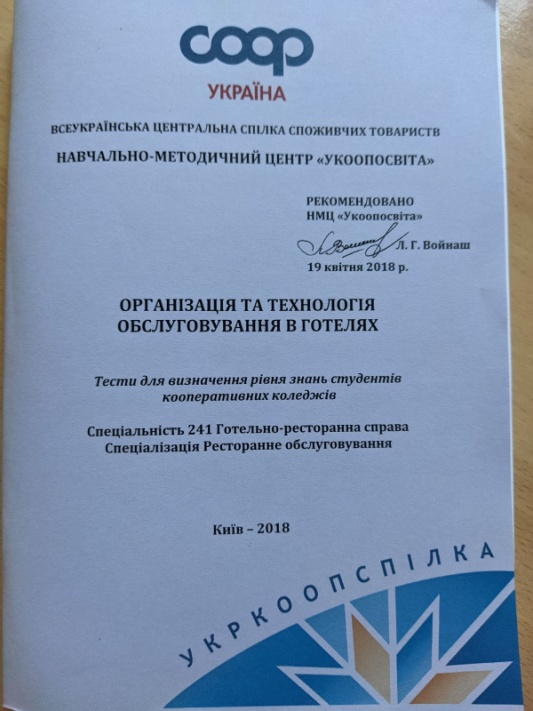 coop
УКРАЇНА
ВСЕУКРАЇНСЬКА ЦЕНТРАЛЬНА СПІЛКА СПОЖИВЧИХ ТОВАРИСТВ
НАВЧАЛЬНО-МЕТОДИЧНИЙ ЦЕНТР «УКООПОСВІТА»
РЕКОМЕНДОВАНО
НМЦ «Укоопосвіта»
Л. Г. Войнаш
19 квітня 2018 р.
ОРГАНІЗАЦІЯ ТА ТЕХНОЛОГІЯ
ОБСЛУГОВУВАННЯ В ГОТЕЛЯХ
Тести для визначення рівня знань студентів
кооперативних коледжів
Спеціальність 241 Готельно-ресторанна справа
Спеціалізація Ресторанне обслуговування
Київ – 2018
УКРКООПСПІЛКА